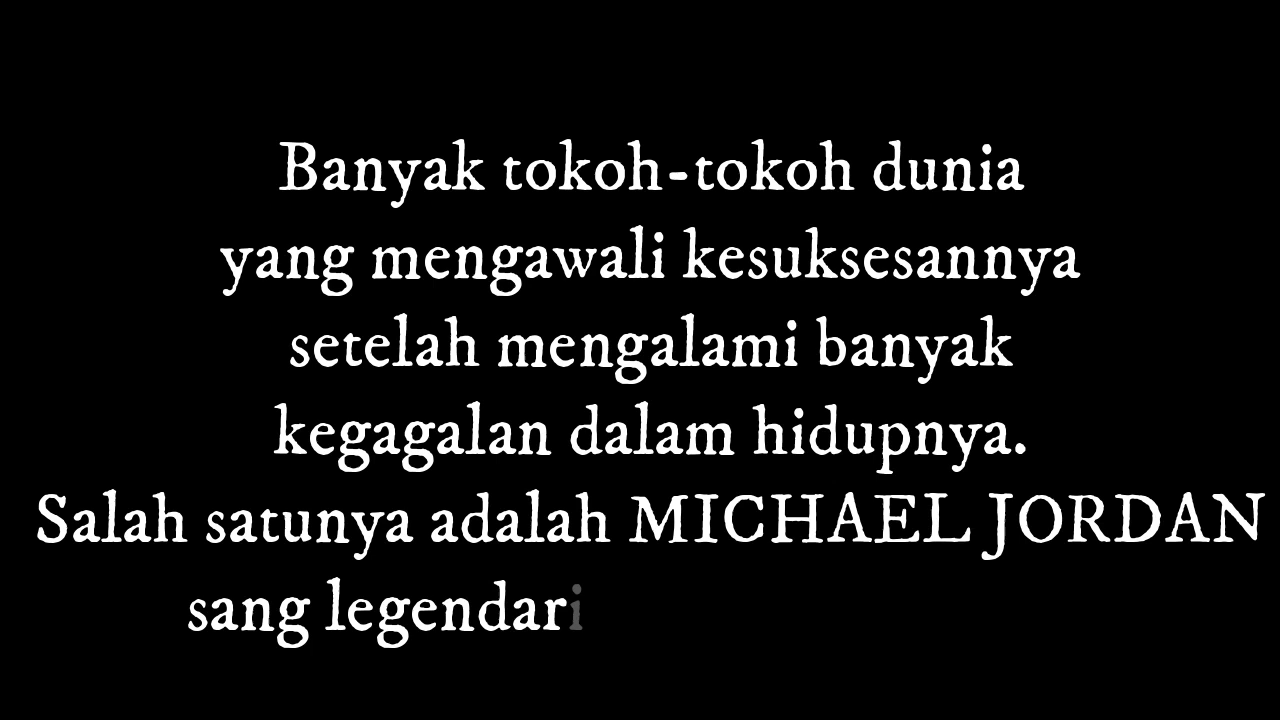 Banyak tokoh-tokoh dunia
yang mengawali kesuksesannya
setelah mengalami banyak
kegagalan dalam hidupnya.
Salah satunya adalah MICHAEL JORDAN
sang legendari